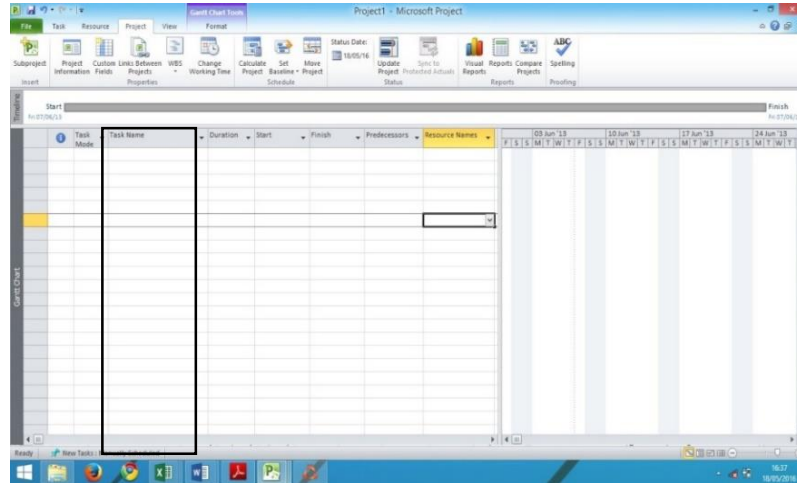 Gantt Chart Tools
Project1 - Microsoft Project
File Task Resource Project View Format
Subproject
Project Information
Custom Fields
Links Between Projects
WBS
Change Working Time
Calculate Project
Set Baseline
Move Project
Status Date:
18/05/16
Update Project
Sync to Protected Actuals
Visual Reports
Reports
Compare Projects
ABC
Spelling
Insert Properties Schedule Status Reports Proofing
Timeline
Start
Fri 07/06/13
Finish
Fri 07/06/
Task Mode
Task Name
Duration
Start
Finish
Predecessors
Resource Names
03 Jun '13
10 Jun '13
17 Jun '13
24 Jun '13
F S S M T W T F S S M T W T F S S M T W T F S S M T W T
Gantt Chart
Ready
New Tasks :
16:37
18/05/2016